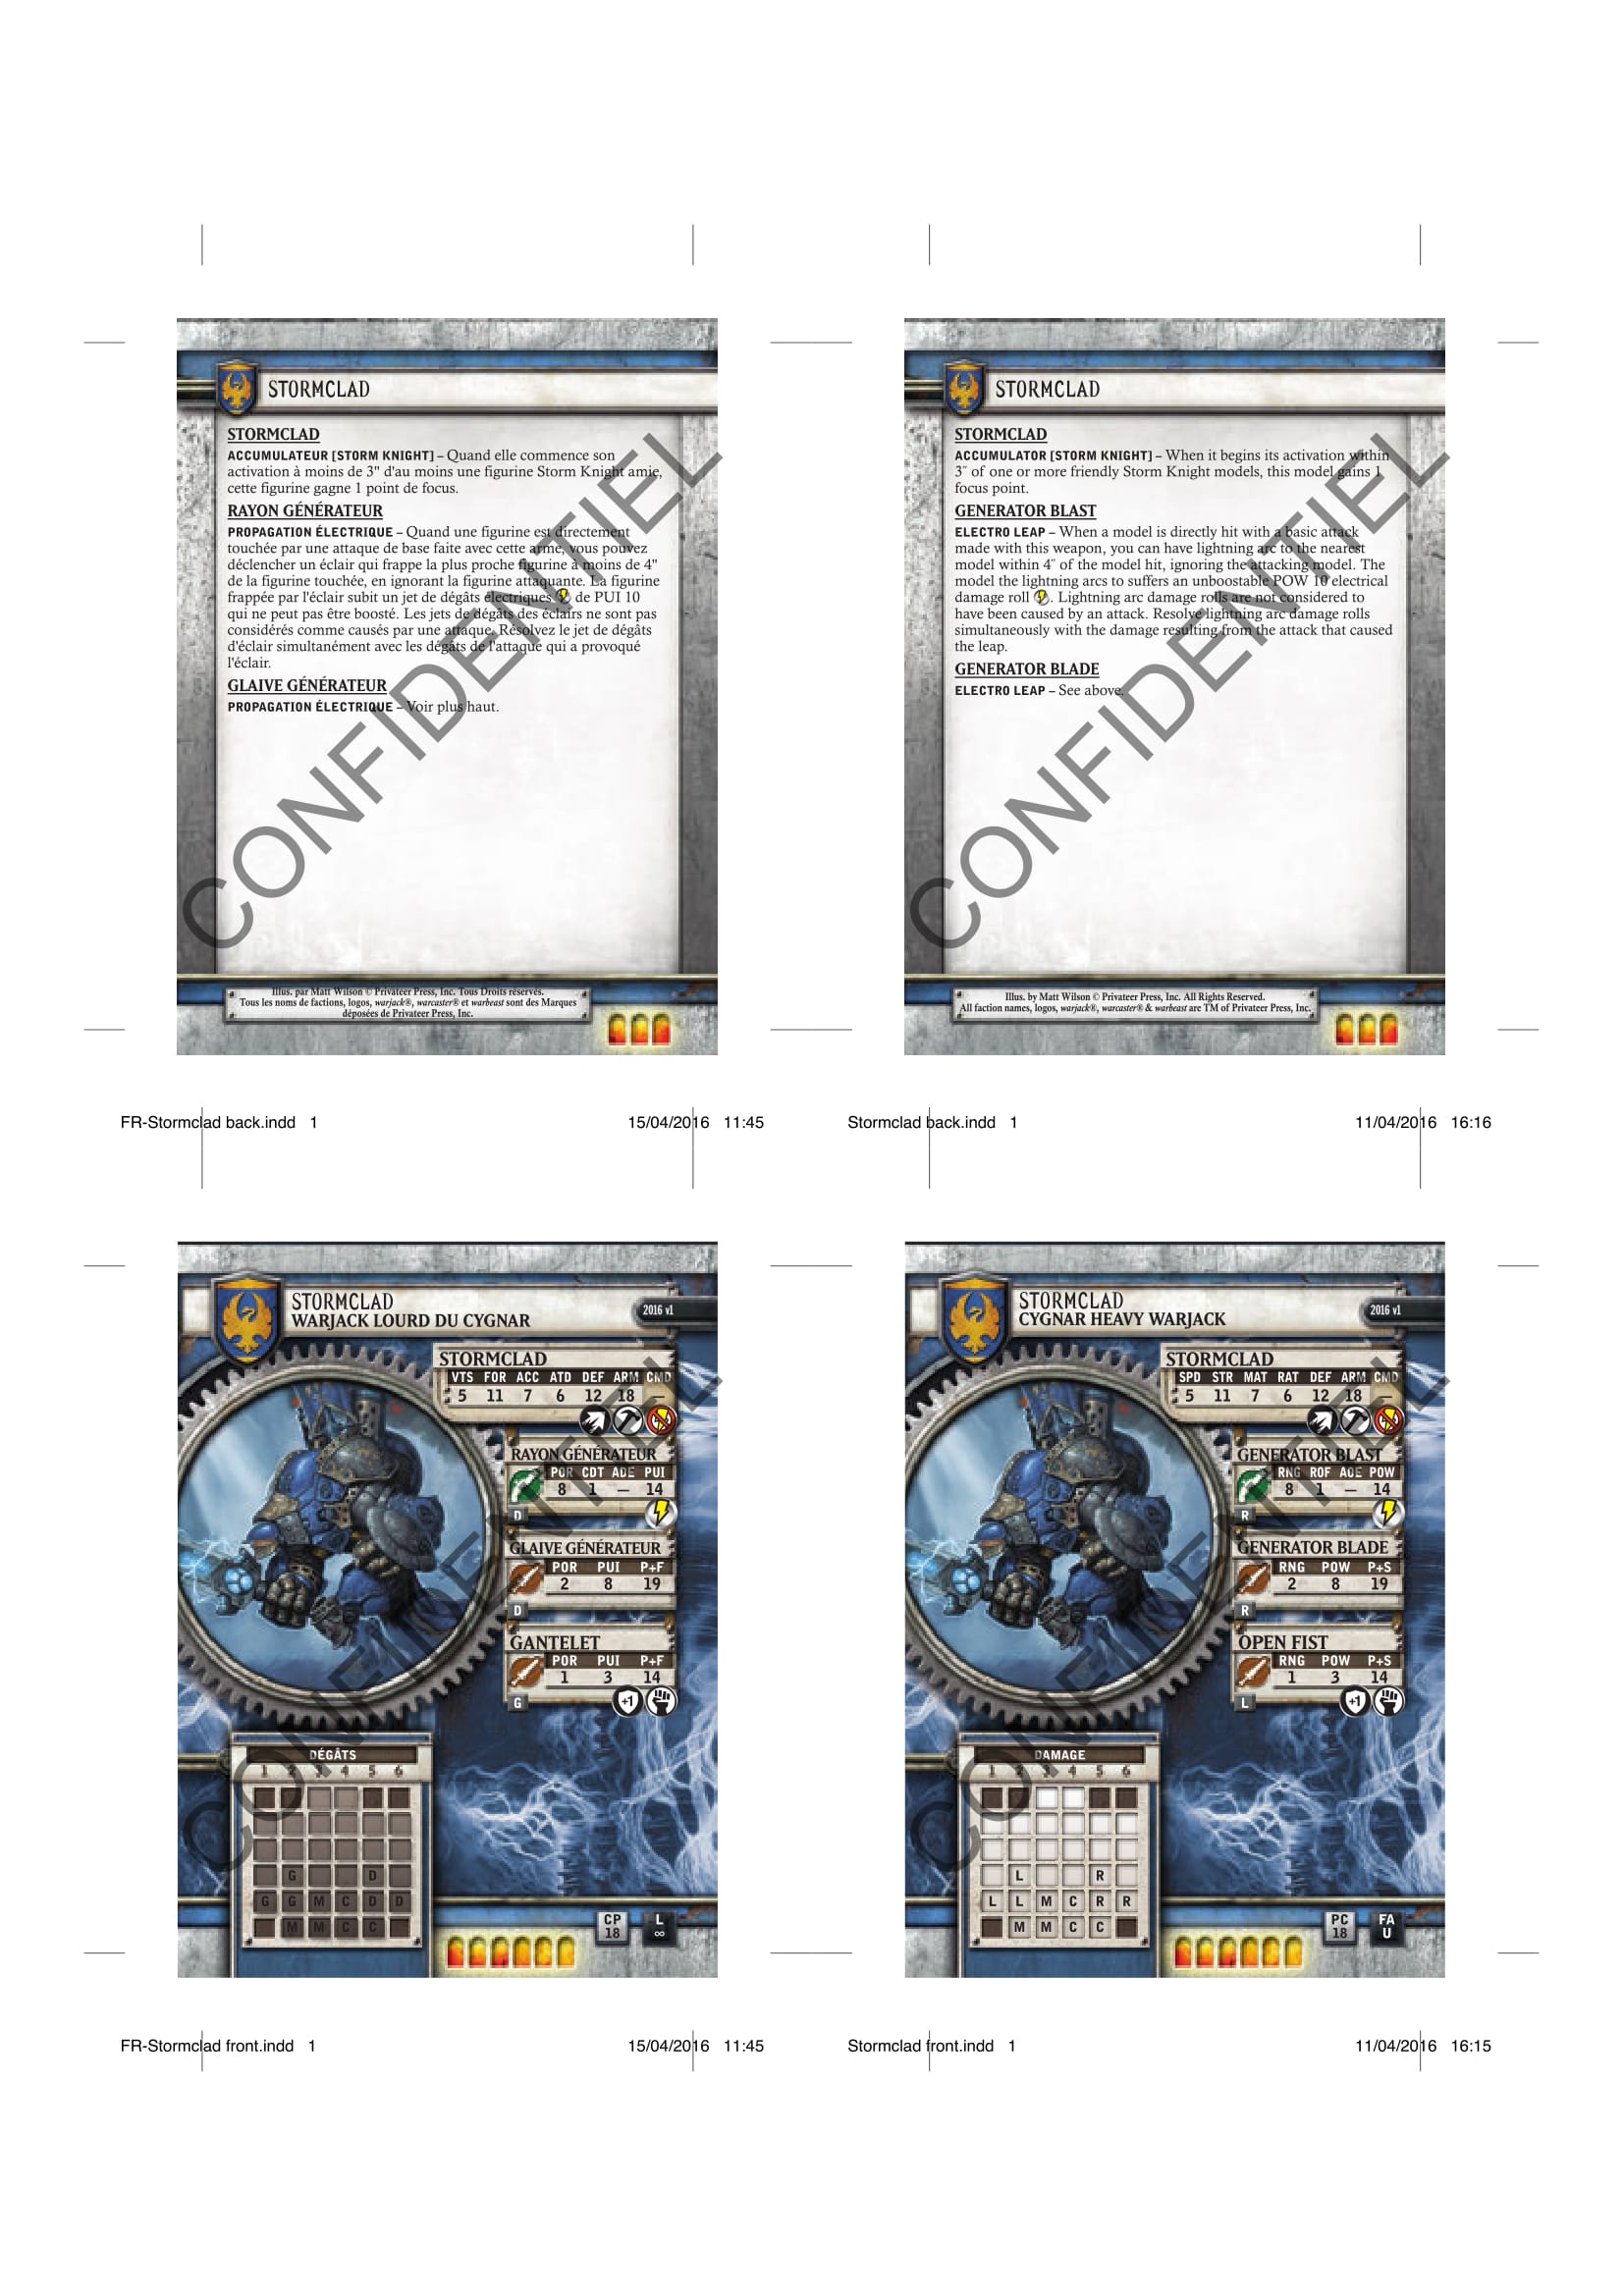 STORMCLAD
STORMCLAD
ACCUMULATEUR [STORM KNIGHT] – Quand elle commence son
activation à moins de 3" d'au moins une figurine Storm Knight amie,
cette figurine gagne 1 point de focus.
RAYON GÉNÉRATEUR
PROPAGATION ÉLECTRIQUE – Quand une figurine est directement
touchée par une attaque de base faite avec cette arme, vous pouvez
déclencher un éclair qui frappe la plus proche figurine à moins de 4"
de la figurine touchée, en ignorant la figurine attaquante. La figurine
frappée par l'éclair subit un jet de dégâts électriques de PUI 10
qui ne peut pas être boosté. Les jets de dégâts des éclairs ne sont pas
considérés comme causés par une attaque. Résolvez le jet de dégâts
d'éclair simultanément avec les dégâts de l'attaque qui a provoqué
l'éclair.
GLAIVE GÉNÉRATEUR
PROPAGATION ÉLECTRIQUE – Voir plus haut.
CONFIDENTIEL
Illus. par Matt Wilson © Privateer Press, Inc. Tous Droits réservés.
Tous les noms de factions, logos, warjack®, warcaster® et warbeast sont des Marques
déposées de Privateer Press, Inc.
FR-Stormclad back.indd 1
15/04/2016 11:45
STORMCLAD
STORMCLAD
ACCUMULATOR [STORM KNIGHT] – When it begins its activation within
3˝ of one or more friendly Storm Knight models, this model gains 1
focus point.
GENERATOR BLAST
ELECTRO LEAP – When a model is directly hit with a basic attack
made with this weapon, you can have lightning arc to the nearest
model within 4˝ of the model hit, ignoring the attacking model. The
model the lightning arcs to suffers an unboostable POW 10 electrical
damage roll . Lightning arc damage rolls are not considered to
have been caused by an attack. Resolve lightning arc damage rolls
simultaneously with the damage resulting from the attack that caused
the leap.
GENERATOR BLADE
ELECTRO LEAP – See above.
CONFIDENTIEL
Illus. by Matt Wilson © Privateer Press, Inc. All Rights Reserved.
All faction names, logos, warjack®, warcaster® & warbeast are TM of Privateer Press, Inc.
Stormclad back.indd 1
11/04/2016 16:16
STORMCLAD
WARJACK LOURD DU CYGNAR
2016 v1
STORMCLAD
VTS FOR ACC ATD DEF ARM CMD
5 11 7 6 12 18 —
RAYON GÉNÉRATEUR
POR CDT ADE PUI
8 1 — 14
D
GLAIVE GÉNÉRATEUR
POR PUI P+F
2 8 19
D
GANTELET
POR PUI P+F
1 3 14
G
+1
DÉGÂTS
1 2 3 4 5 6
G D
G G M C D D
M M C C
CP
18
L
∞
CONFIDENTIEL
FR-Stormclad front.indd 1
15/04/2016 11:45
STORMCLAD
CYGNAR HEAVY WARJACK
2016 v1
STORMCLAD
SPD STR MAT RAT DEF ARM CMD
5 11 7 6 12 18 —
GENERATOR BLAST
RNG ROF AOE POW
8 1 — 14
R
GENERATOR BLADE
RNG POW P+S
2 8 19
R
OPEN FIST
RNG POW P+S
1 3 14
L
+1
DAMAGE
1 2 3 4 5 6
L R
L L M C R R
M M C C
PC
18
FA
U
CONFIDENTIEL
Stormclad front.indd 1
11/04/2016 16:15